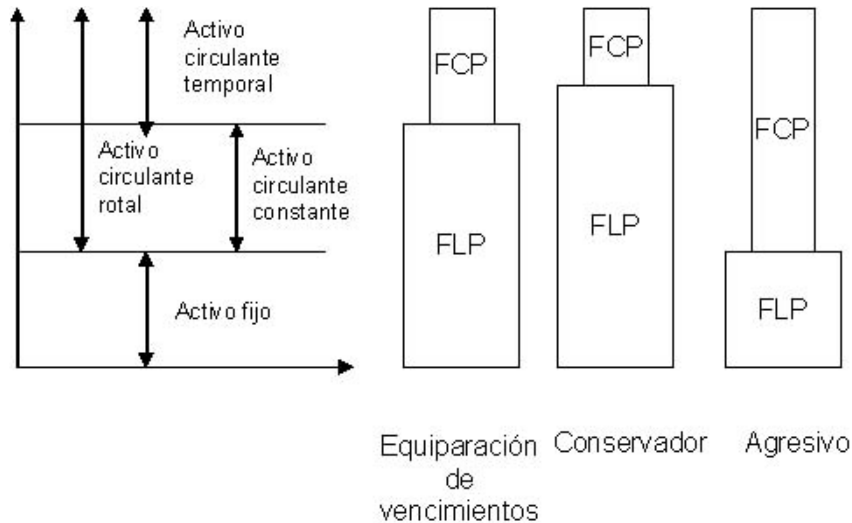 Activo
circulante
temporal
Activo
circulante
rotal
Activo
circulante
constante
Activo fijo
FCP
FLP
FCP
FLP
FCP
FLP
Equiparación
de
vencimientos
Conservador
Agresivo